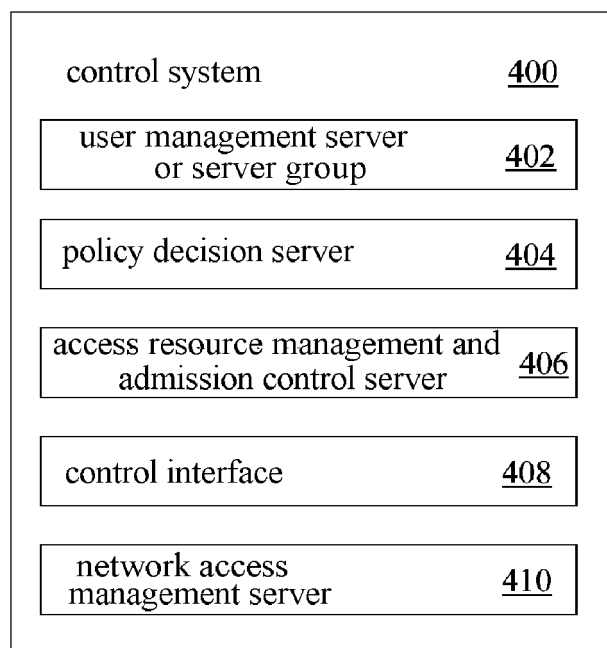 control system 400
user management server
or server group 402
policy decision server 404
access resource management and
admission control server 406
control interface 408
network access
management server 410